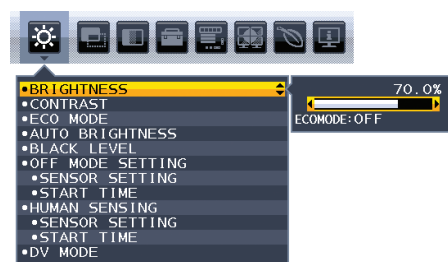 •BRIGHTNESS
70.0%
ECOMODE:OFF
•CONTRAST
•ECO MODE
•AUTO BRIGHTNESS
•BLACK LEVEL
•OFF MODE SETTING
•SENSOR SETTING
•START TIME
•HUMAN SENSING
•SENSOR SETTING
•START TIME
•DV MODE